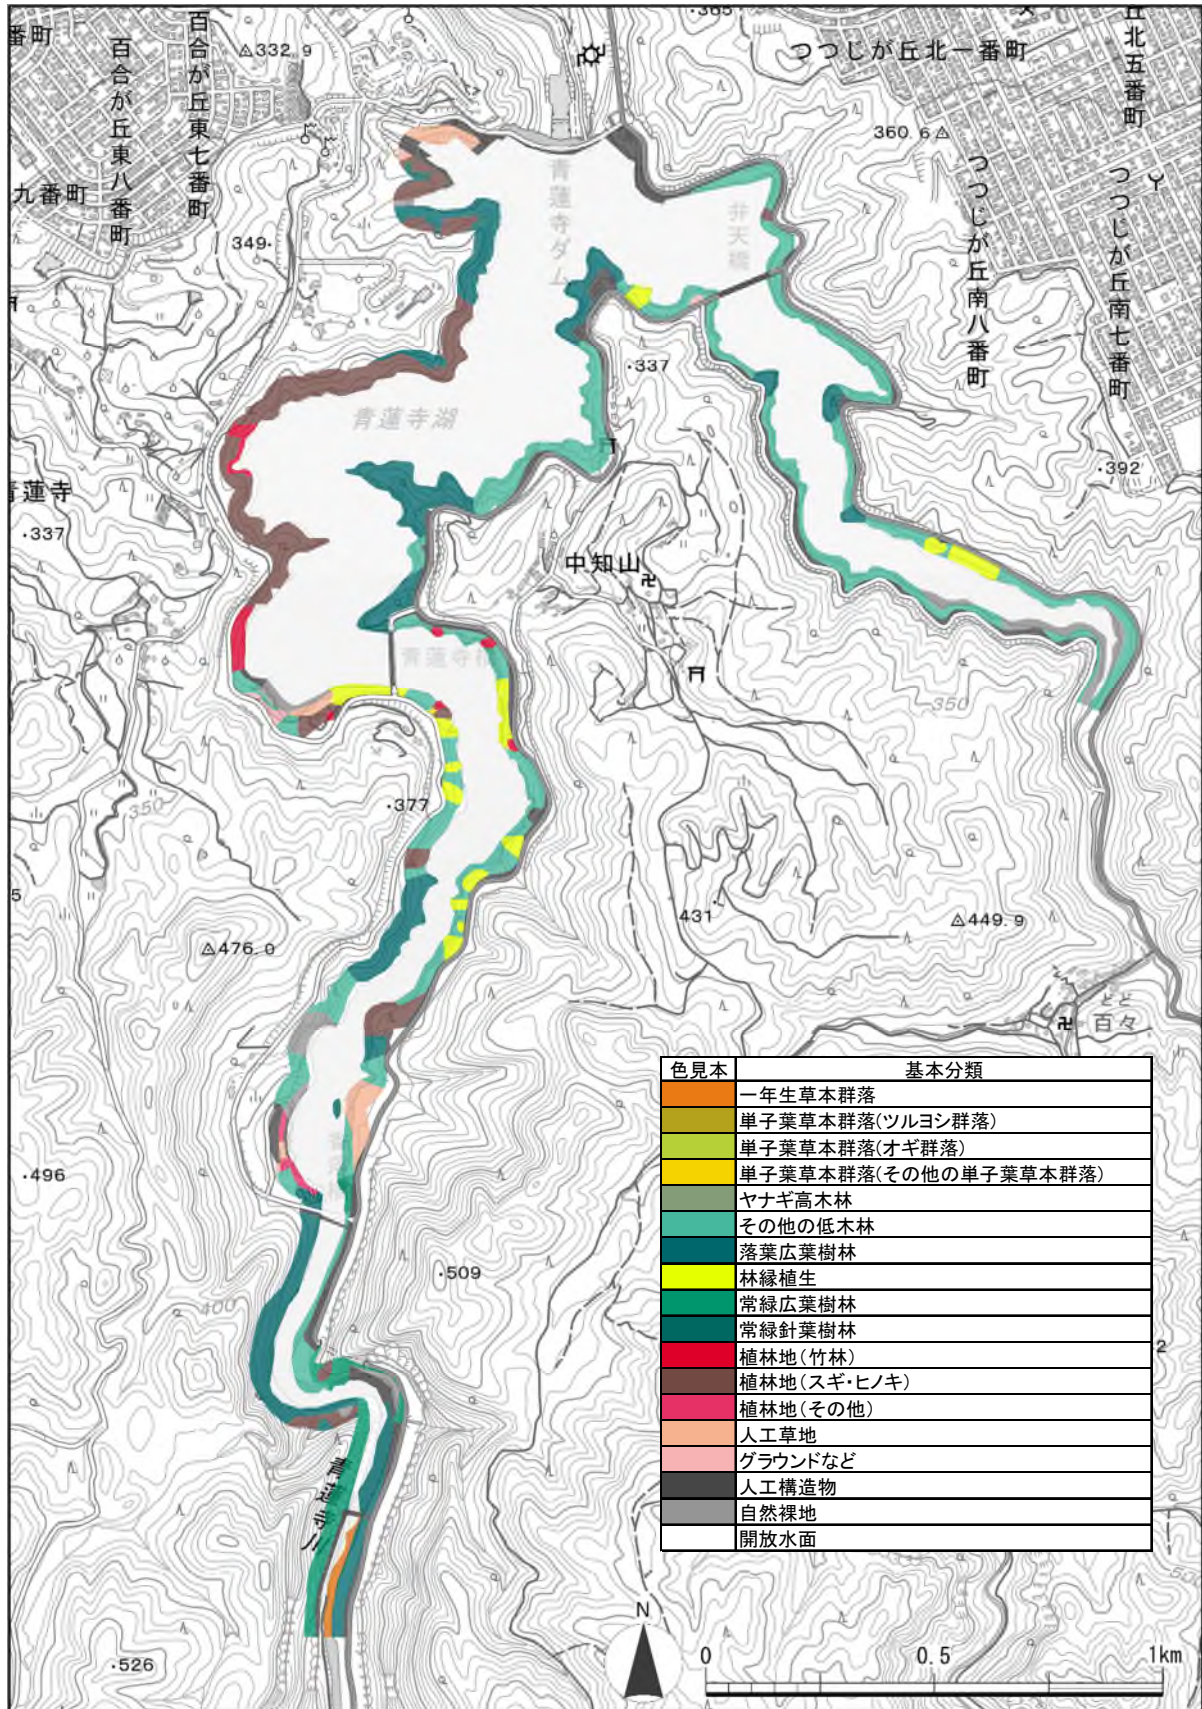 番町
百合が丘東八番町
百合が丘東七番町
332.9
365
つつじが丘北一番町
丘北五番町
360.6
つつじが丘南八番町
つつじが丘南七番町
九番町
349
青蓮寺ダム
弁天橋
337
青蓮寺湖
392
青蓮寺
337
中知山
青蓮寺橋
350
350
377
431
449.9
476.0
どど
百々
496
509
400
青蓮寺川
526
色見本 基本分類
一年生草本群落
単子葉草本群落(ツルヨシ群落)
単子葉草本群落(オギ群落)
単子葉草本群落(その他の単子葉草本群落)
ヤナギ高木林
その他の低木林
落葉広葉樹林
林縁植生
常緑広葉樹林
常緑針葉樹林
植林地(竹林)
植林地(スギ・ヒノキ)
植林地(その他)
人工草地
グラウンドなど
人工構造物
自然裸地
開放水面
N
0 0.5 1km